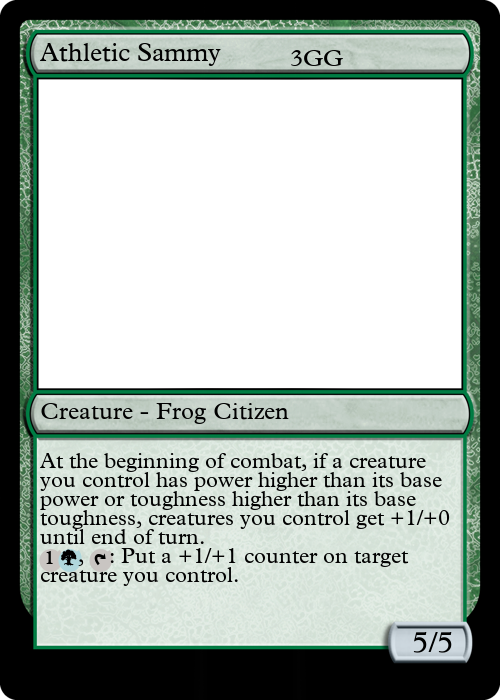 Athletic Sammy 3GG
Creature - Frog Citizen
At the beginning of combat, if a creature
you control has power higher than its base
power or toughness higher than its base
toughness, creatures you control get +1/+0
until end of turn.
1 , : Put a +1/+1 counter on target
creature you control.
5/5